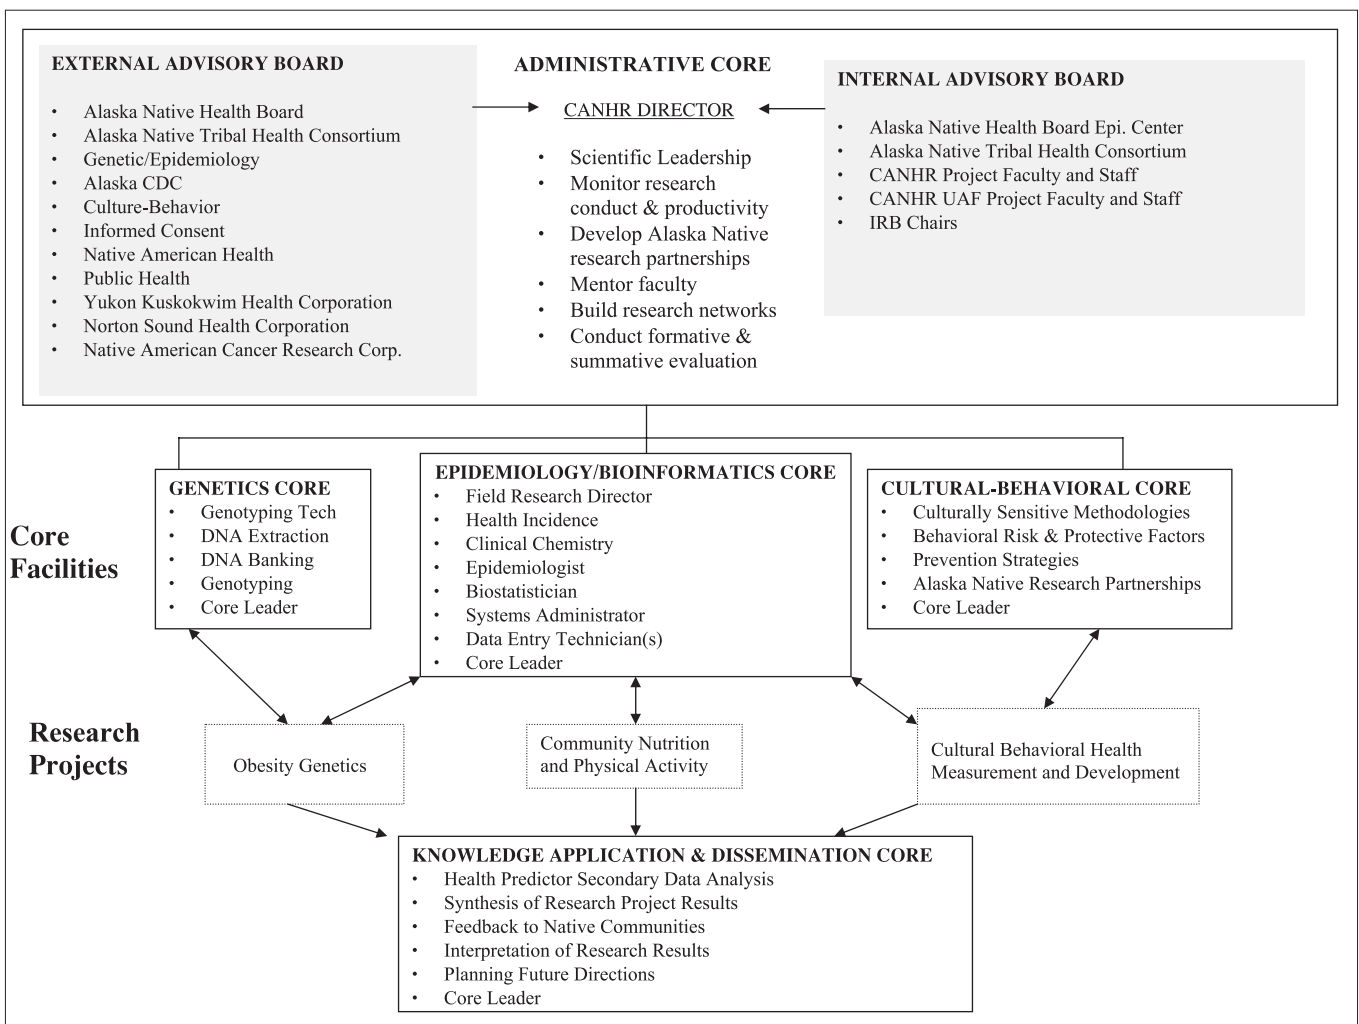 EXTERNAL ADVISORY BOARD
• Alaska Native Health Board
• Alaska Native Tribal Health Consortium
• Genetic/Epidemiology
• Alaska CDC
• Culture-Behavior
• Informed Consent
• Native American Health
• Public Health
• Yukon Kuskokwim Health Corporation
• Norton Sound Health Corporation
• Native American Cancer Research Corp.
ADMINISTRATIVE CORE
CANHR DIRECTOR
• Scientific Leadership
• Monitor research
conduct & productivity
• Develop Alaska Native
research partnerships
• Mentor faculty
• Build research networks
• Conduct formative &
summative evaluation
INTERNAL ADVISORY BOARD
• Alaska Native Health Board Epi. Center
• Alaska Native Tribal Health Consortium
• CANHR Project Faculty and Staff
• CANHR UAF Project Faculty and Staff
• IRB Chairs
Core
Facilities
GENETICS CORE
• Genotyping Tech
• DNA Extraction
• DNA Banking
• Genotyping
• Core Leader
EPIDEMIOLOGY/BIOINFORMATICS CORE
• Field Research Director
• Health Incidence
• Clinical Chemistry
• Epidemiologist
• Biostatistician
• Systems Administrator
• Data Entry Technician(s)
• Core Leader
CULTURAL-BEHAVIORAL CORE
• Culturally Sensitive Methodologies
• Behavioral Risk & Protective Factors
• Prevention Strategies
• Alaska Native Research Partnerships
• Core Leader
Research
Projects
Obesity Genetics
Community Nutrition
and Physical Activity
Cultural Behavioral Health
Measurement and Development
KNOWLEDGE APPLICATION & DISSEMINATION CORE
• Health Predictor Secondary Data Analysis
• Synthesis of Research Project Results
• Feedback to Native Communities
• Interpretation of Research Results
• Planning Future Directions
• Core Leader